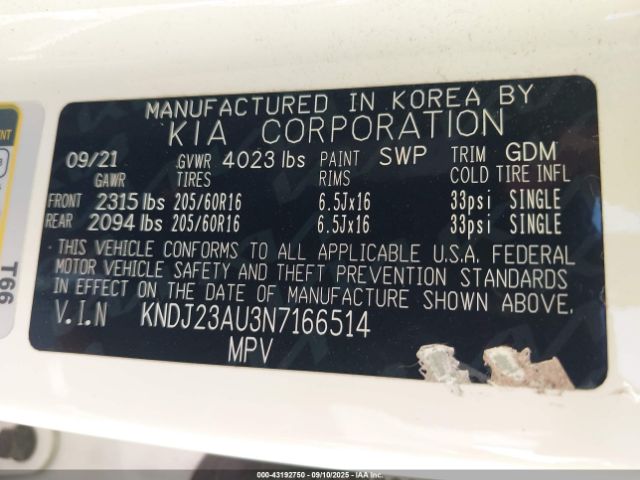 MANUFACTURED IN KOREA BY
KIA CORPORATION
09/21 GVWR 4023 lbs PAINT SWP TRIM GDM
GAWR TIRES RIMS COLD TIRE INFL
FRONT 2315 lbs 205/60R16 6.5Jx16 33psi SINGLE
REAR 2094 lbs 205/60R16 6.5Jx16 33psi SINGLE
THIS VEHICLE CONFORMS TO ALL APPLICABLE U.S.A. FEDERAL
MOTOR VEHICLE SAFETY AND THEFT PREVENTION STANDARDS
IN EFFECT ON THE DATE OF MANUFACTURE SHOWN ABOVE.
V.I.N KNDJ23AU3N7166514
MPV
T66
000-43192750 - 09/10/2025 - IAA Copyright